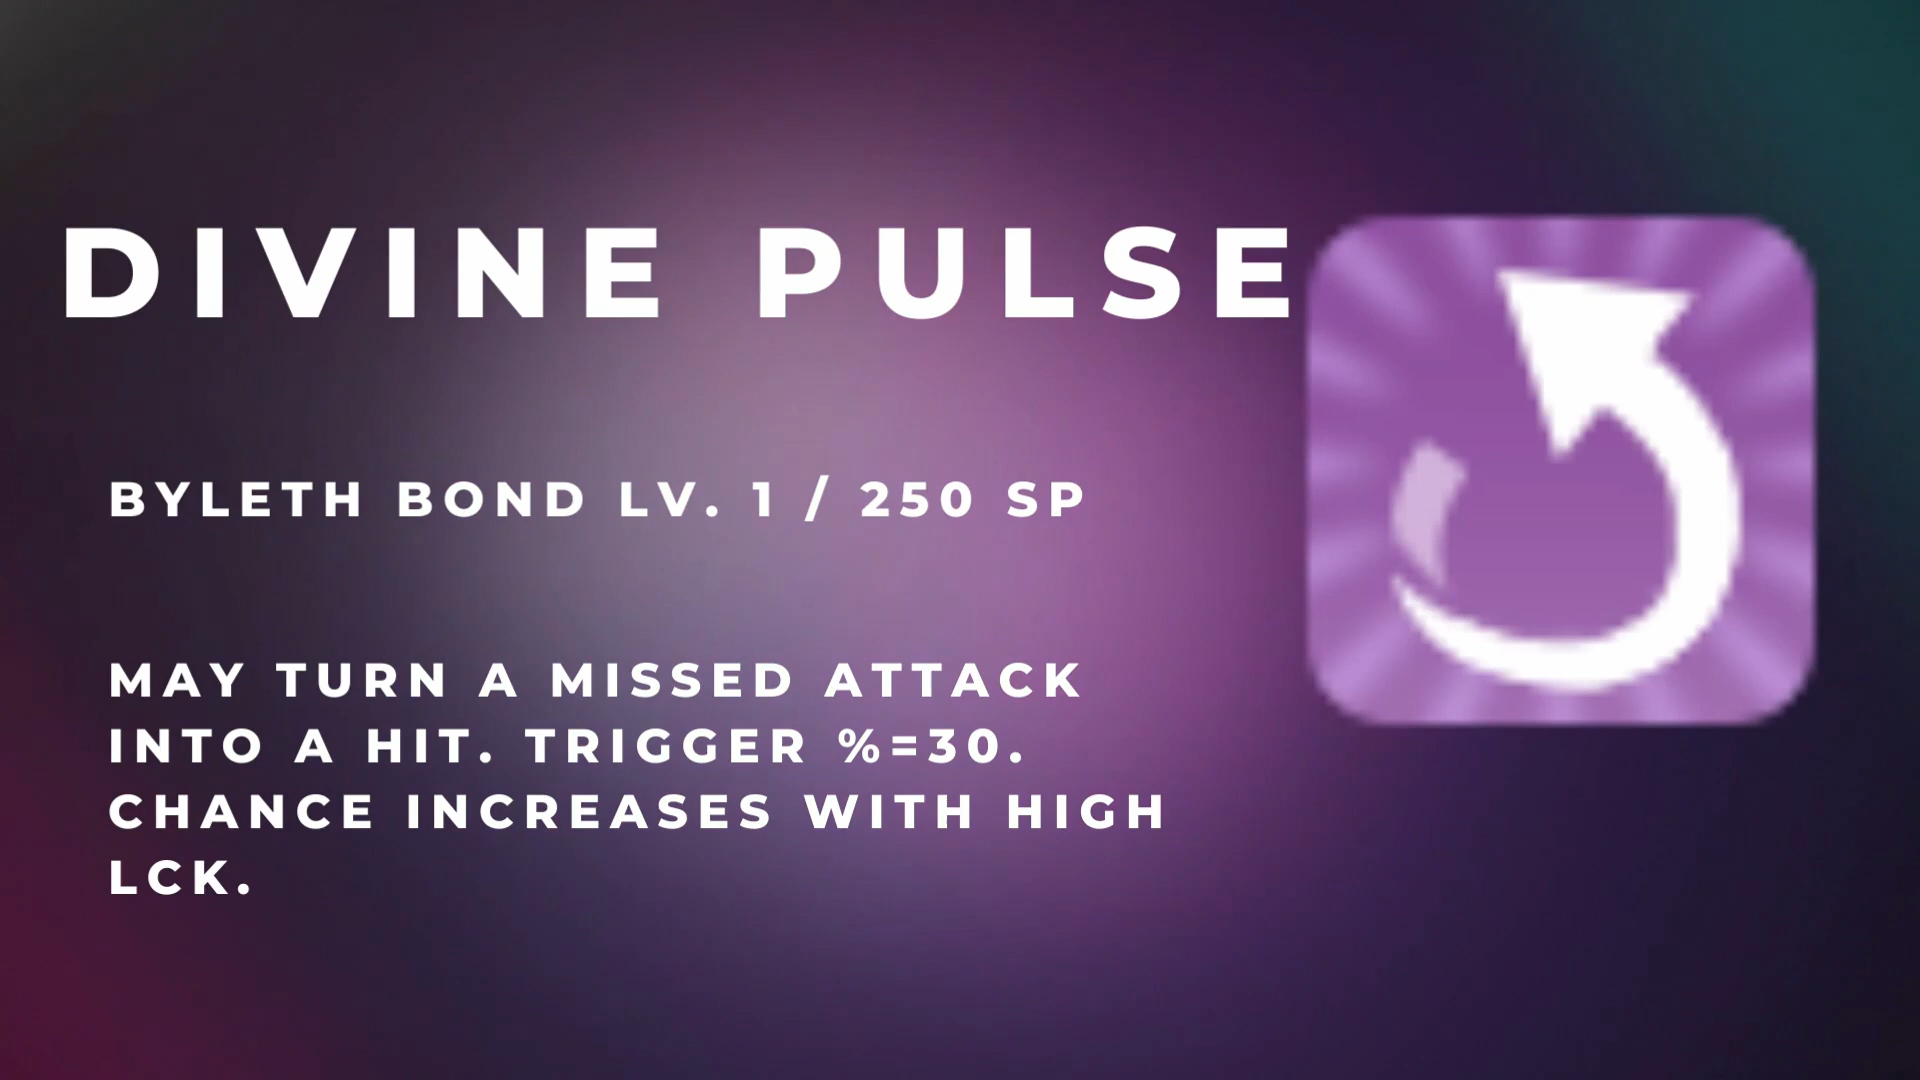 DIVINE PULSE
BYLETH BOND LV. 1 / 250 SP
MAY TURN A MISSED ATTACK
INTO A HIT. TRIGGER %=30.
CHANCE INCREASES WITH HIGH
LCK.